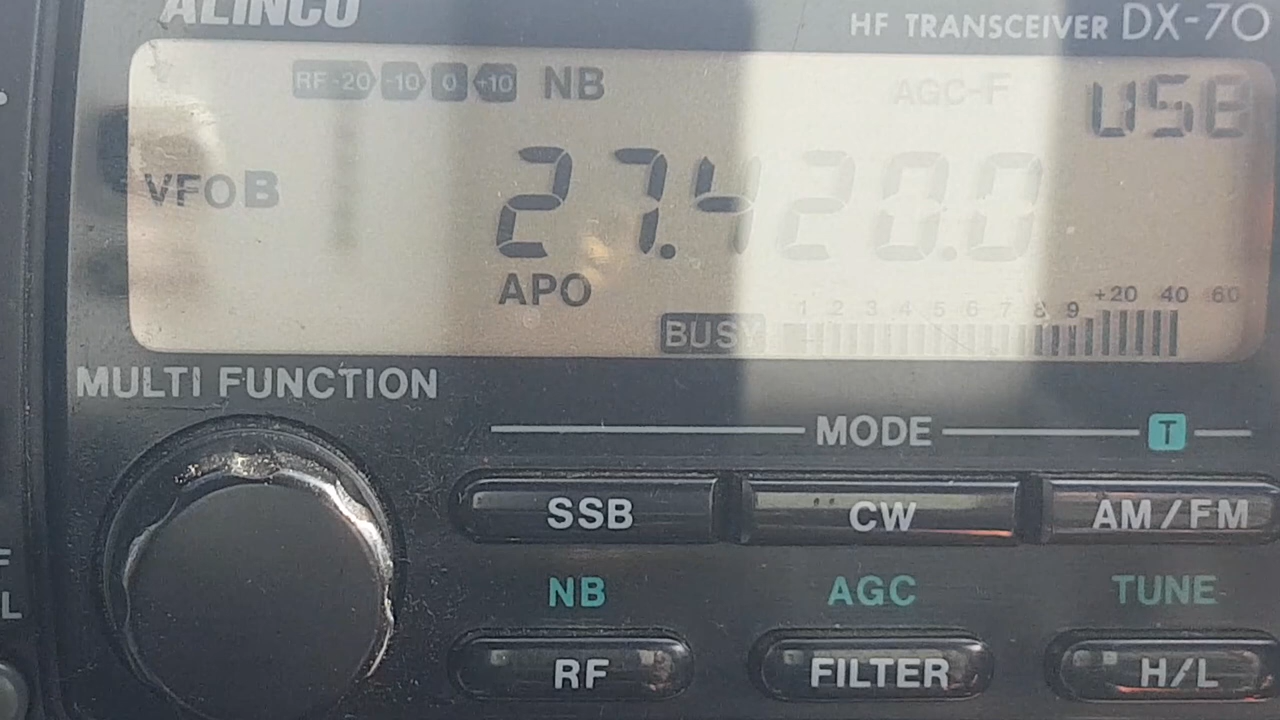 ALINCO
HF TRANSCEIVER DX-70
RF -20 -10 0 +10 NB AGC-F USB
VFO B 27.420.0
APO
BUSY 1 2 3 4 5 6 7 8 9 +20 40 60
MULTI FUNCTION
MODE T
SSB CW AM/FM
NB AGC TUNE
RF FILTER H/L